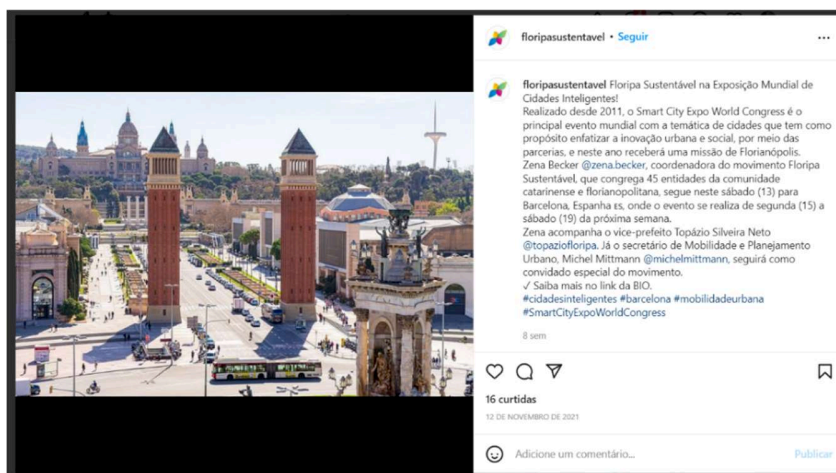 floripasustentavel • Seguir
floripasustentavel Floripa Sustentável na Exposição Mundial de
Cidades Inteligentes!
Realizado desde 2011, o Smart City Expo World Congress é o
principal evento mundial com a temática de cidades que tem como
propósito enfatizar a inovação urbana e social, por meio das
parcerias, e neste ano receberá uma missão de Florianópolis.
Zena Becker @zena.becker, coordenadora do movimento Floripa
Sustentável, que congrega 45 entidades da comunidade
catarinense e florianopolitana, segue neste sábado (13) para
Barcelona, Espanha ES, onde o evento se realiza de segunda (15) a
sábado (19) da próxima semana.
Zena acompanha o vice-prefeito Topázio Silveira Neto
@topaziofloripa. Já o secretário de Mobilidade e Planejamento
Urbano, Michel Mittmann @michelmittmann, seguirá como
convidado especial do movimento.
✓ Saiba mais no link da BIO.
#cidadesinteligentes #barcelona #mobilidadeurbana
#SmartCityExpoWorldCongress
8 sem
16 curtidas
12 DE NOVEMBRO DE 2021
Adicione um comentário... Publicar